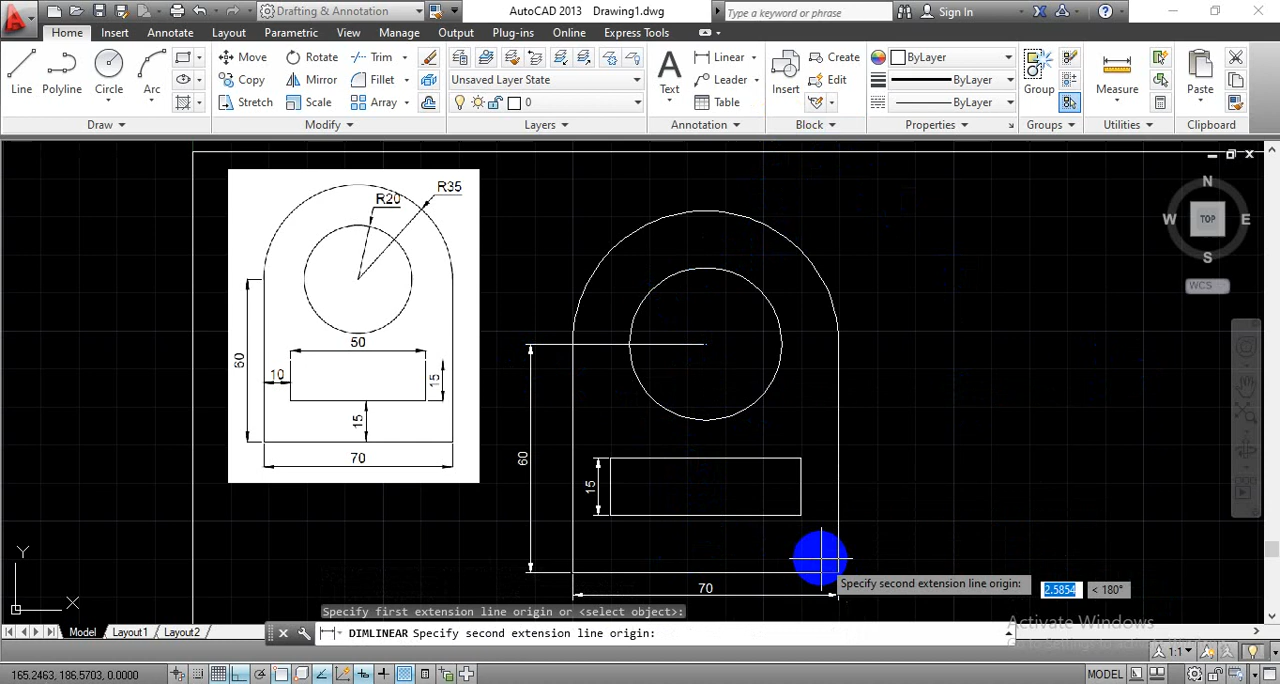 Drafting & Annotation
AutoCAD 2013 Drawing1.dwg
Type a keyword or phrase
Sign In
Home Insert Annotate Layout Parametric View Manage Output Plug-ins Online Express Tools
Line Polyline Circle Arc
Move Rotate Trim
Copy Mirror Fillet
Stretch Scale Array
Unsaved Layer State
0
Text
Linear
Leader
Table
Insert
Create
Edit
ByLayer
ByLayer
ByLayer
Group
Measure
Paste
Draw Modify Layers Annotation Block Properties Groups Utilities Clipboard
R20 R35
60
50
10
15
15
70
60
15
70
N
W TOP E
S
WCS
Y
X
Specify second extension line origin: 2.5854 < 180°
Specify first extension line origin or <select object>:
Activate Windows
Model Layout1 Layout2
DIMLINEAR Specify second extension line origin:
1:1
165.2463, 186.5703, 0.0000
MODEL